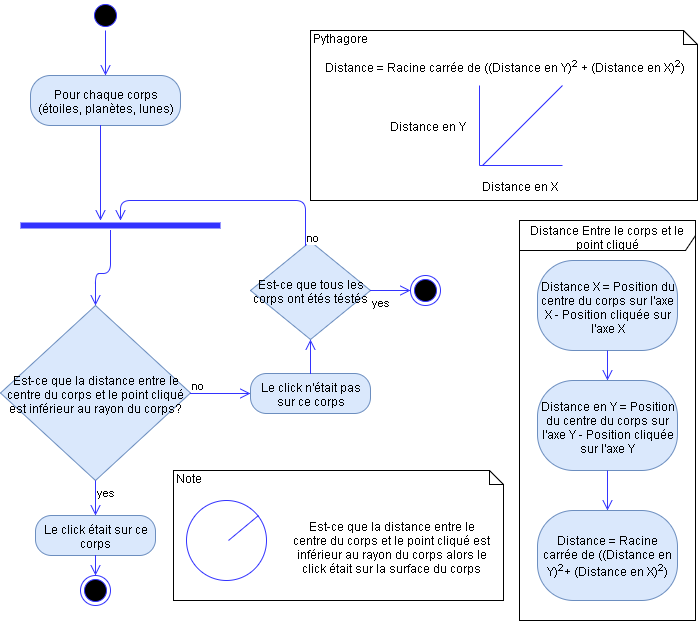 Pour chaque corps
(étoiles, planètes, lunes)
Pythagore
Distance = Racine carrée de ((Distance en Y)² + (Distance en X)²)
Distance en Y
Distance en X
no
Est-ce que tous les
corps ont étés téstés
yes
Est-ce que la distance entre le
centre du corps et le point cliqué
est inférieur au rayon du corps?
no
Le click n'était pas
sur ce corps
yes
Le click était sur ce
corps
Note
Est-ce que la distance entre le
centre du corps et le point cliqué est
inférieur au rayon du corps alors le
click était sur la surface du corps
Distance Entre le corps et le
point cliqué
Distance X = Position du
centre du corps sur l'axe
X - Position cliquée sur
l'axe X
Distance en Y = Position
du centre du corps sur
l'axe Y - Position cliquée
sur l'axe Y
Distance = Racine
carrée de ((Distance en
Y)²+ (Distance en X)²)